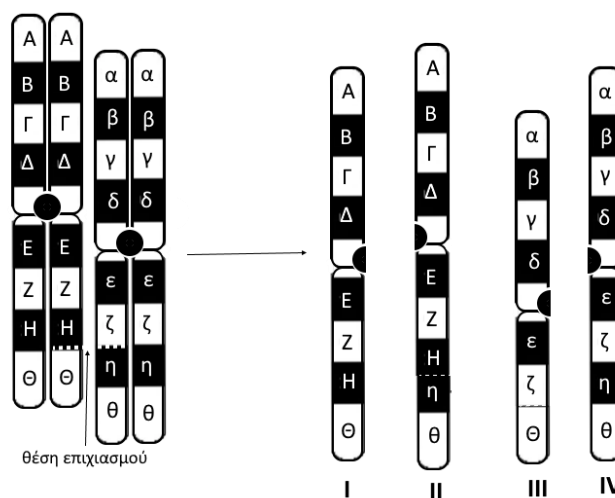 Α Α
Β Β
Γ Γ
Δ Δ
Ε Ε
Ζ Ζ
Η Η
Θ Θ
α α
β β
γ γ
δ δ
ε ε
ζ ζ
η η
θ θ
θέση επιχιασμού
Α
Β
Γ
Δ
Ε
Ζ
Η
Θ
I
Α
Β
Γ
Δ
Ε
Ζ
Η
η
θ
II
α
β
γ
δ
ε
ζ
Θ
III
α
β
γ
δ
ε
ζ
η
θ
IV